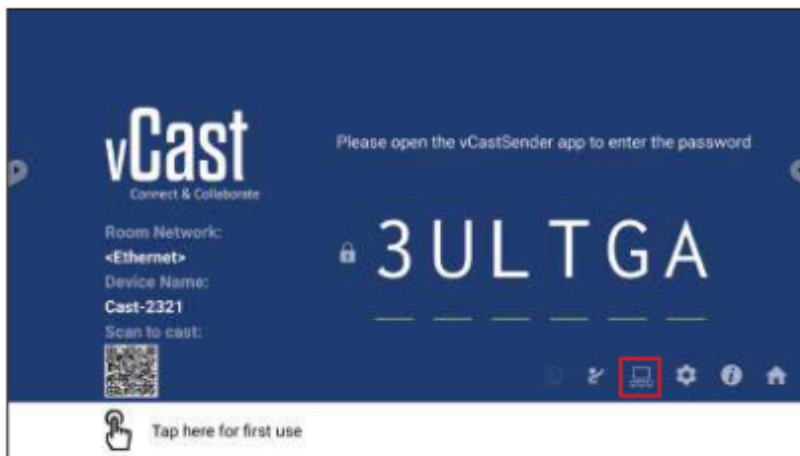 vCast
Connect & Collaborate
Please open the vCastSender app to enter the password
Room Network:
<Ethernet>
Device Name:
Cast-2321
Scan to cast:
3ULTGA
Tap here for first use